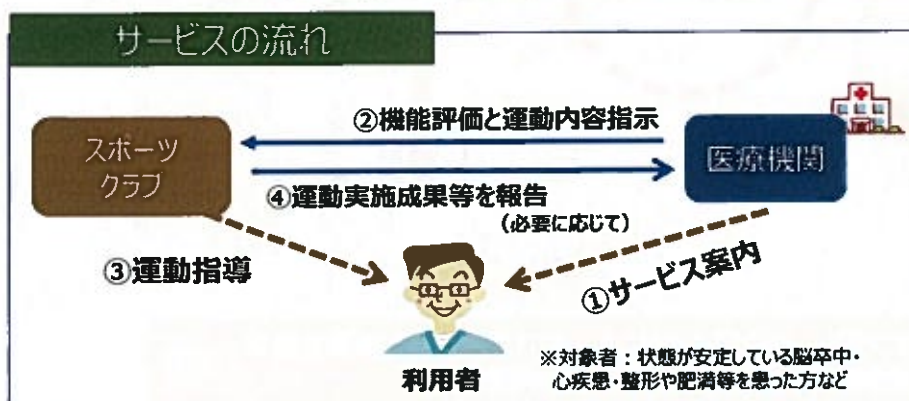 サービスの流れ
②機能評価と運動内容指示
スポーツ
クラブ
医療機関
④運動実施成果等を報告
(必要に応じて)
③運動指導
①サービス案内
利用者
※対象者：状態が安定している脳卒中・
心疾患・整形や肥満等を患った方など